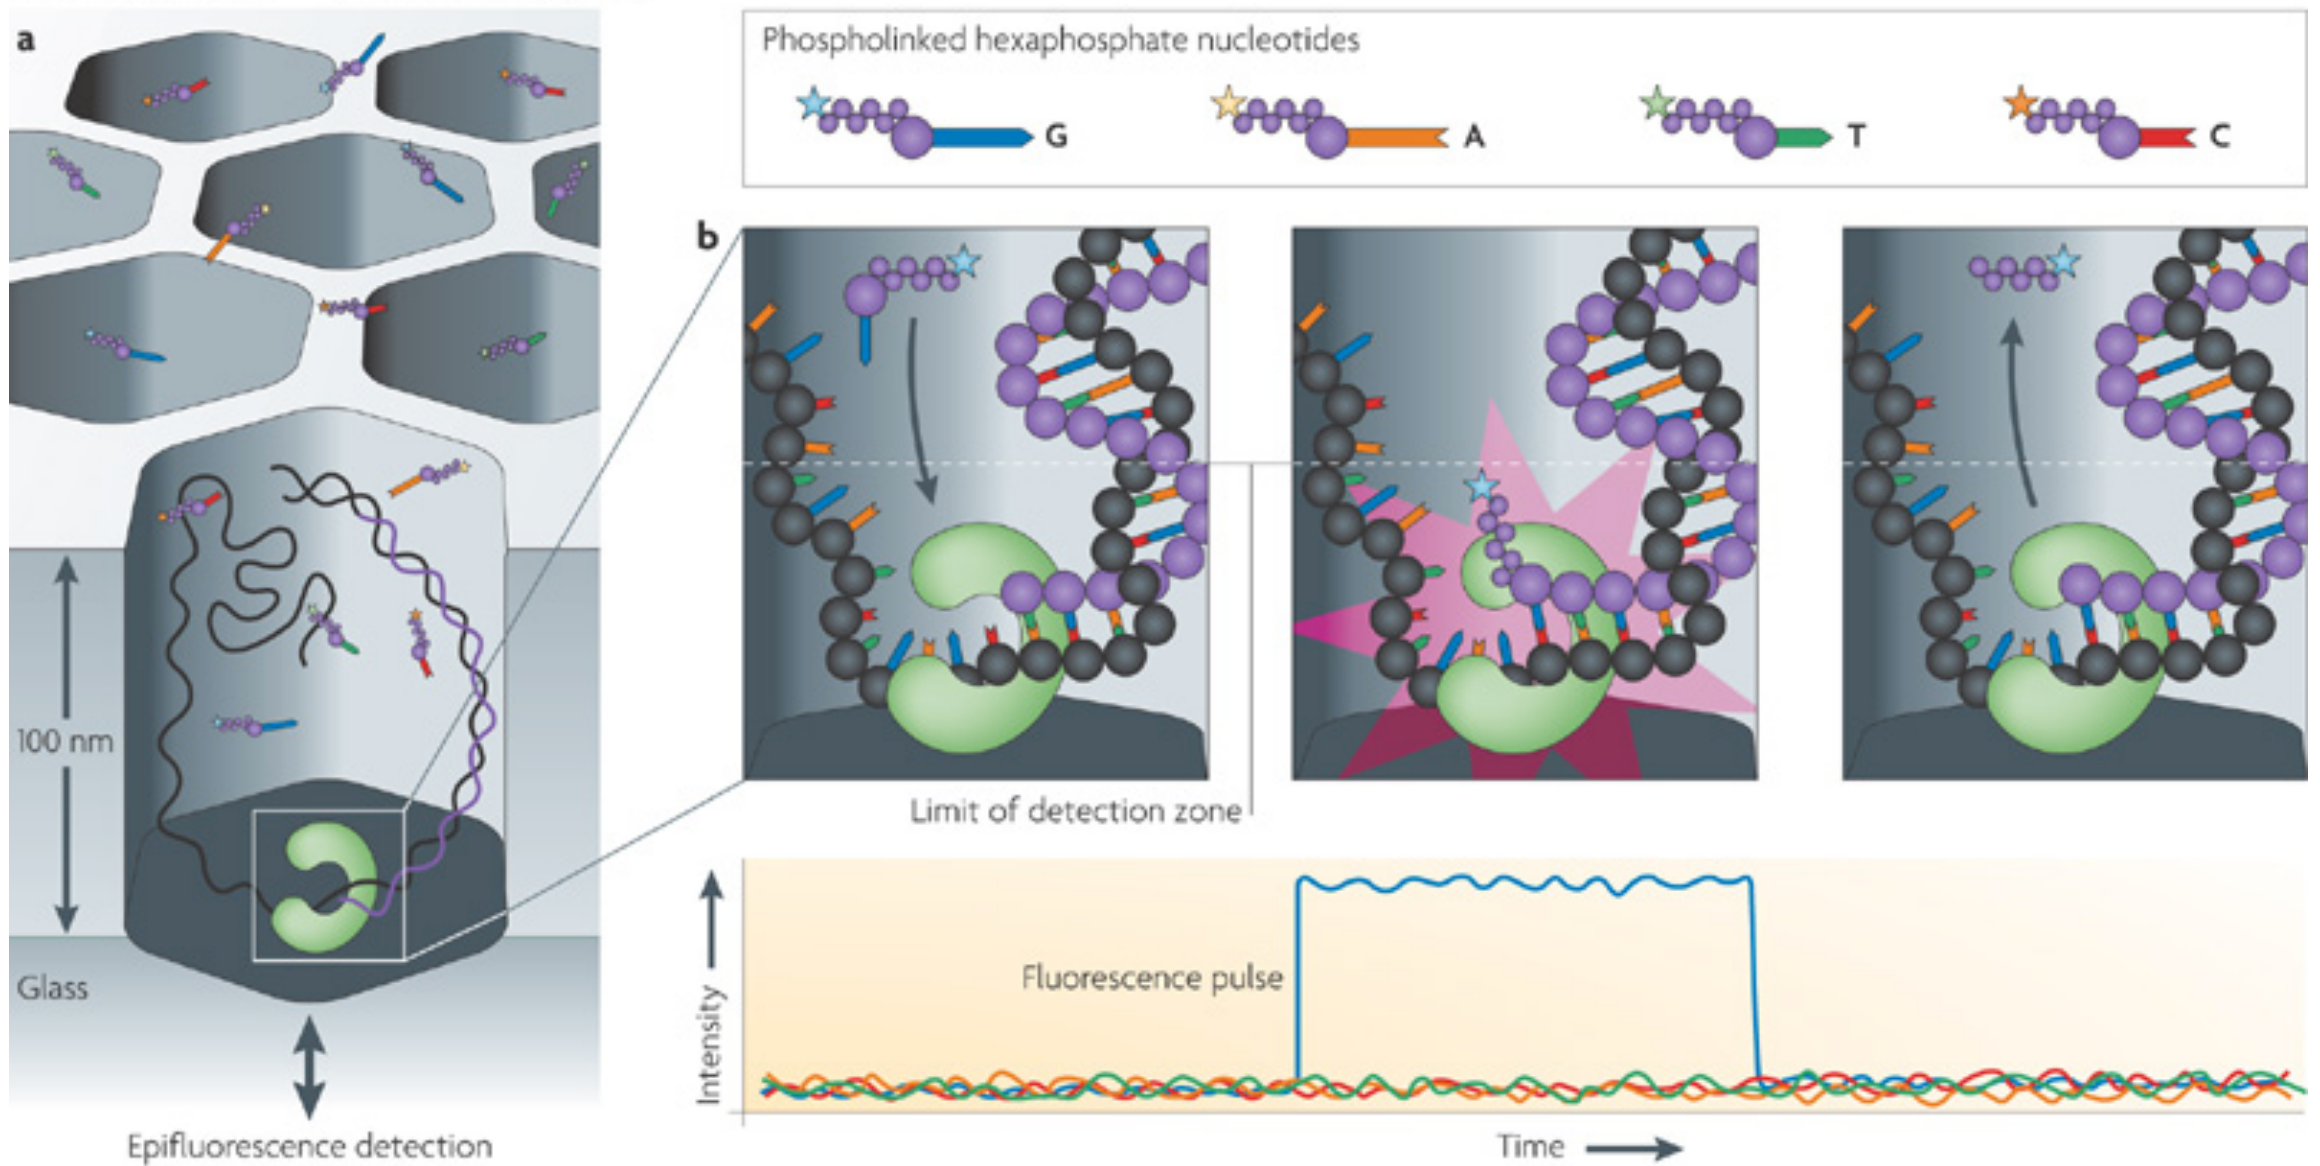 a
Phospholinked hexaphosphate nucleotides
G
A
T
C
b
100 nm
Glass
Epifluorescence detection
Limit of detection zone
Fluorescence pulse
Intensity
Time